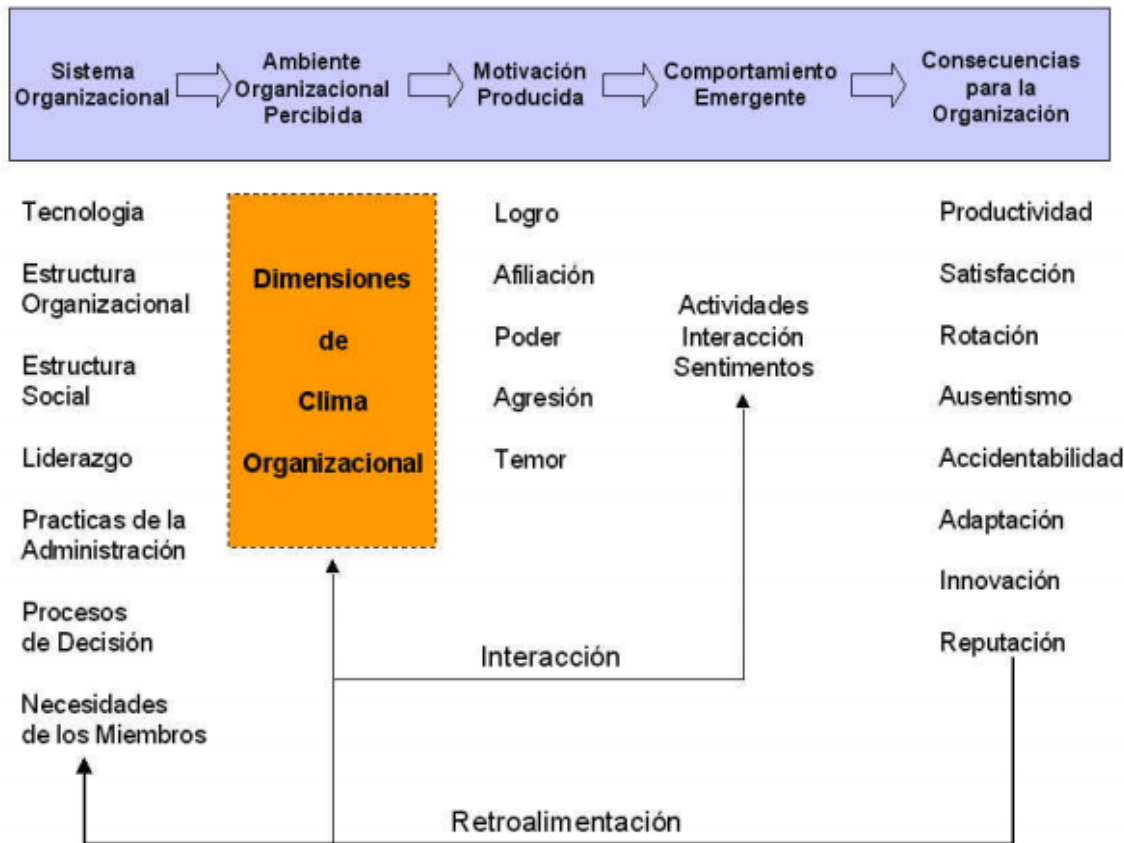 Sistema
Organizacional
Ambiente
Organizacional
Percibida
Motivación
Producida
Comportamiento
Emergente
Consecuencias
para la
Organización
Tecnologia
Estructura
Organizacional
Estructura
Social
Liderazgo
Practicas de la
Administración
Procesos
de Decisión
Necesidades
de los Miembros
Dimensiones
de
Clima
Organizacional
Logro
Afiliación
Poder
Agresión
Temor
Actividades
Interacción
Sentimentos
Productividad
Satisfacción
Rotación
Ausentismo
Accidentabilidad
Adaptación
Innovación
Reputación
Interacción
Retroalimentación